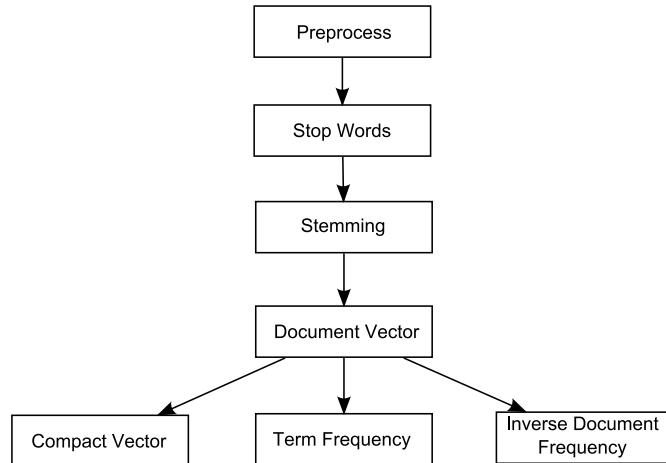 Preprocess
Stop Words
Stemming
Document Vector
Compact Vector
Term Frequency
Inverse Document
Frequency